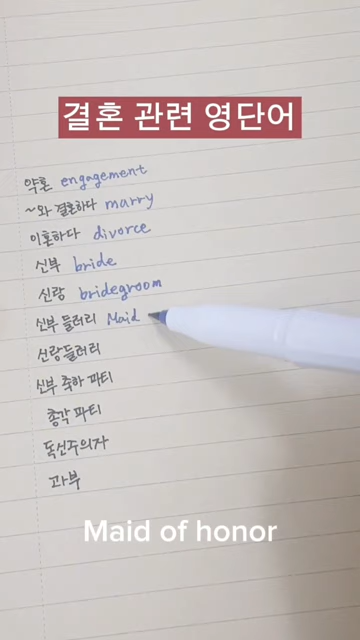 결혼 관련 영단어
약혼 engagement
~와 결혼하다 marry
이혼하다 divorce
신부 bride
신랑 bridegroom
신부 들러리 Maid
신랑들러리
신부 축하 파티
총각 파티
독신주의자
과부
Maid of honor